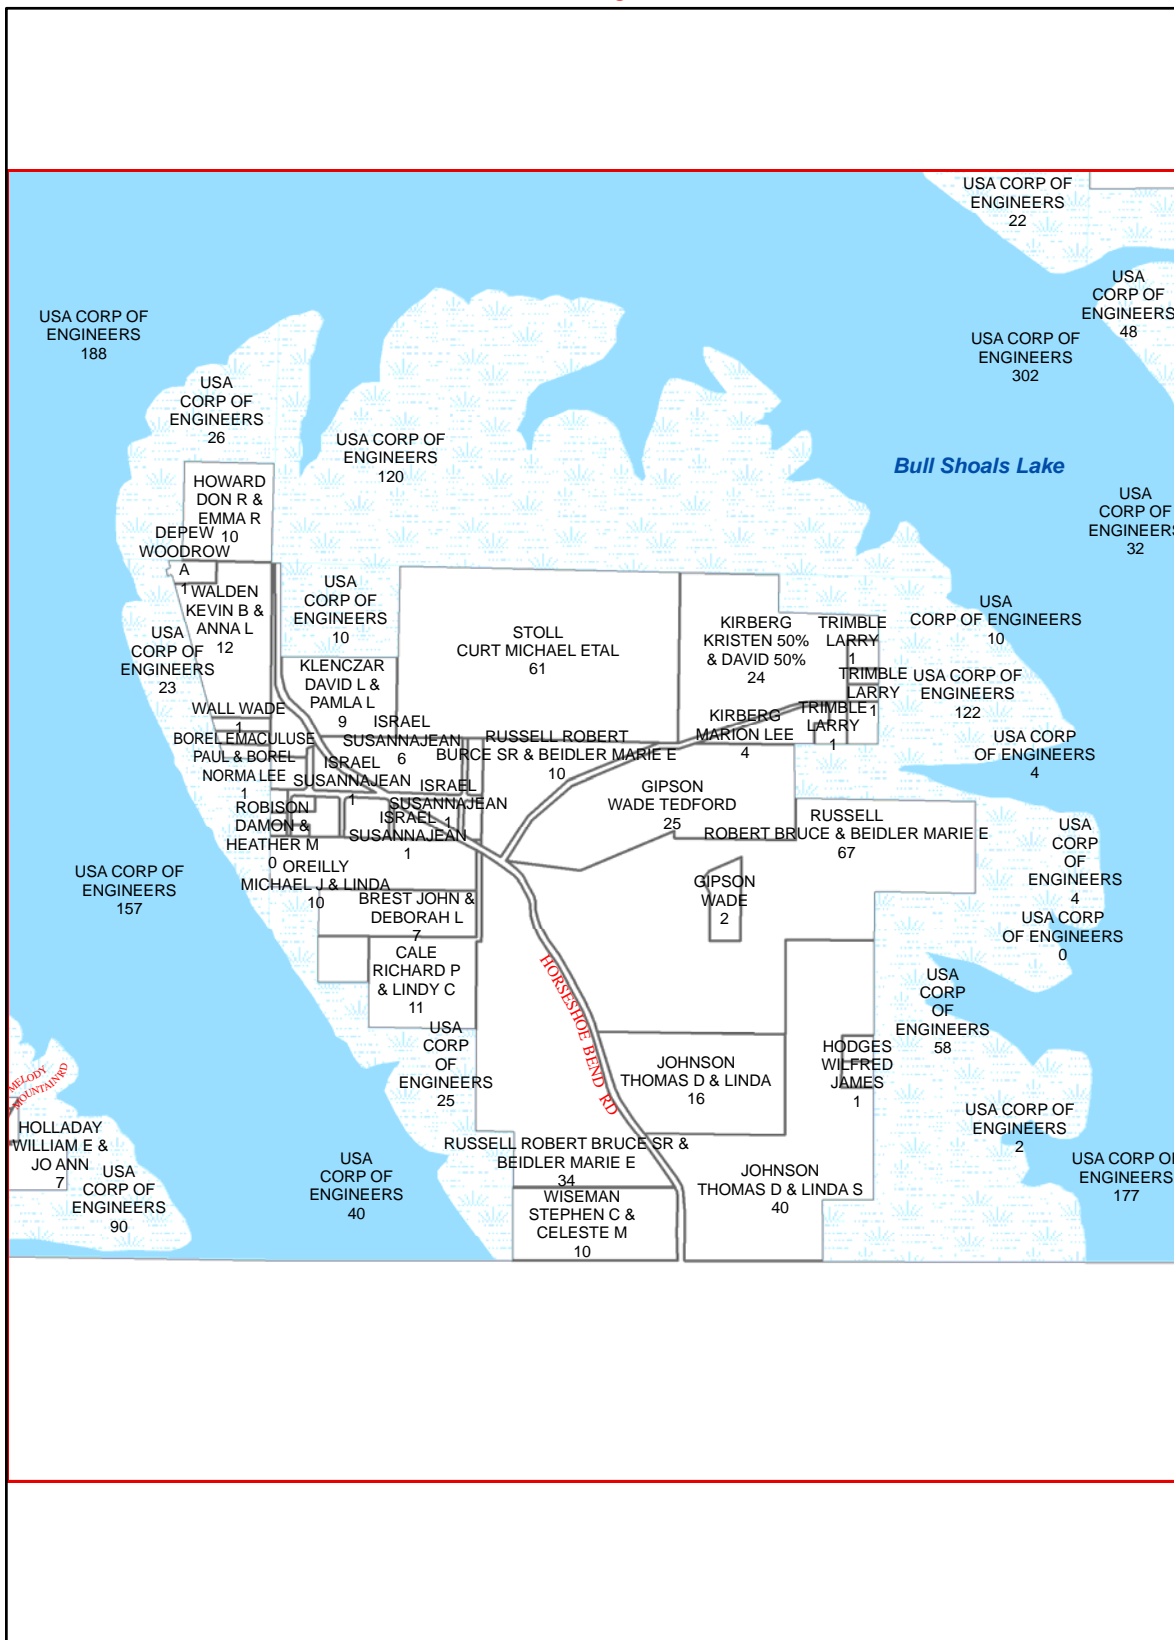 USA CORP OF
ENGINEERS
22
USA
CORP OF
ENGINEERS
48
USA CORP OF
ENGINEERS
188
USA CORP OF
ENGINEERS
302
USA
CORP OF
ENGINEERS
26
USA CORP OF
ENGINEERS
120
Bull Shoals Lake
USA
CORP OF
ENGINEERS
32
HOWARD
DON R &
EMMA R
10
DEPEW
WOODROW
A
1
WALDEN
KEVIN B &
ANNA L
12
USA
CORP OF
ENGINEERS
10
STOLL
CURT MICHAEL ETAL
61
KIRBERG
KRISTEN 50%
& DAVID 50%
24
TRIMBLE
LARRY
1
USA
CORP OF ENGINEERS
10
USA
CORP OF
ENGINEERS
23
KLENCZAR
DAVID L &
PAMLA L
9
TRIMBLE
LARRY
1
USA CORP OF
ENGINEERS
122
WALL WADE
1
ISRAEL
SUSANNAJEAN
6
KIRBERG
MARION LEE
4
TRIMBLE
LARRY
1
USA CORP
OF ENGINEERS
4
BOREL EMACULUSE
PAUL & BOREL
NORMA LEE
1
ISRAEL
SUSANNAJEAN
1
RUSSELL ROBERT
BURCE SR & BEIDLER MARIE E
10
GIPSON
WADE TEDFORD
25
ISRAEL
SUSANNAJEAN
1
ROBISON
DAMON &
HEATHER M
0
ISRAEL
SUSANNAJEAN
1
RUSSELL
ROBERT BRUCE & BEIDLER MARIE E
67
USA
CORP
OF
ENGINEERS
4
OREILLY
MICHAEL J & LINDA
10
USA CORP OF
ENGINEERS
157
BREST JOHN &
DEBORAH L
7
GIPSON
WADE
2
USA CORP
OF ENGINEERS
0
CALE
RICHARD P
& LINDY C
11
HORSESHOE BEND RD
USA
CORP
OF
ENGINEERS
58
USA
CORP
OF
ENGINEERS
25
JOHNSON
THOMAS D & LINDA
16
HODGES
WILFRED
JAMES
1
MELODY
MOUNTAIN RD
HOLLADAY
WILLIAM E &
JO ANN
7
USA CORP OF
ENGINEERS
2
RUSSELL ROBERT BRUCE SR &
BEIDLER MARIE E
34
USA
CORP OF
ENGINEERS
90
USA
CORP OF
ENGINEERS
40
JOHNSON
THOMAS D & LINDA S
40
USA CORP OF
ENGINEERS
177
WISEMAN
STEPHEN C &
CELESTE M
10